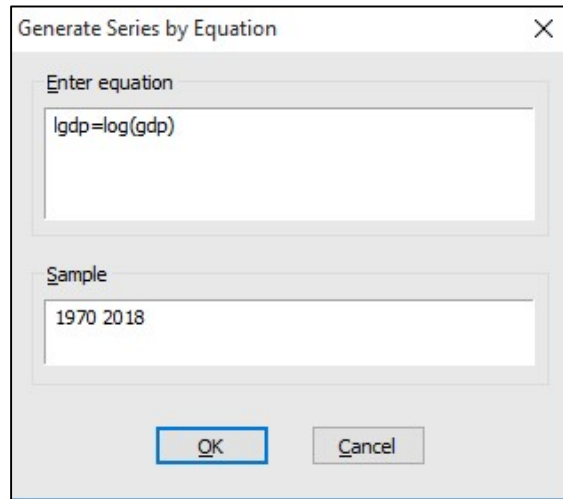 Generate Series by Equation
Enter equation
lgdp=log(gdp)
Sample
1970 2018
OK
Cancel